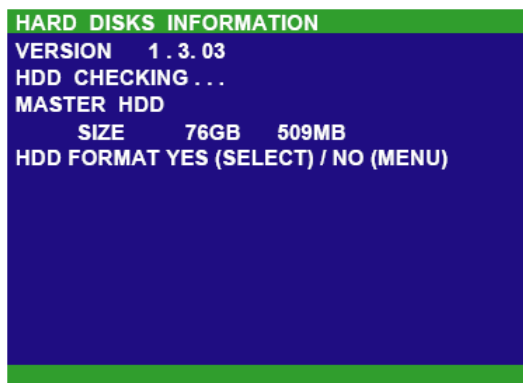 HARD DISKS INFORMATION
VERSION 1 . 3. 03
HDD CHECKING . . .
MASTER HDD
SIZE 76GB 509MB
HDD FORMAT YES (SELECT) / NO (MENU)